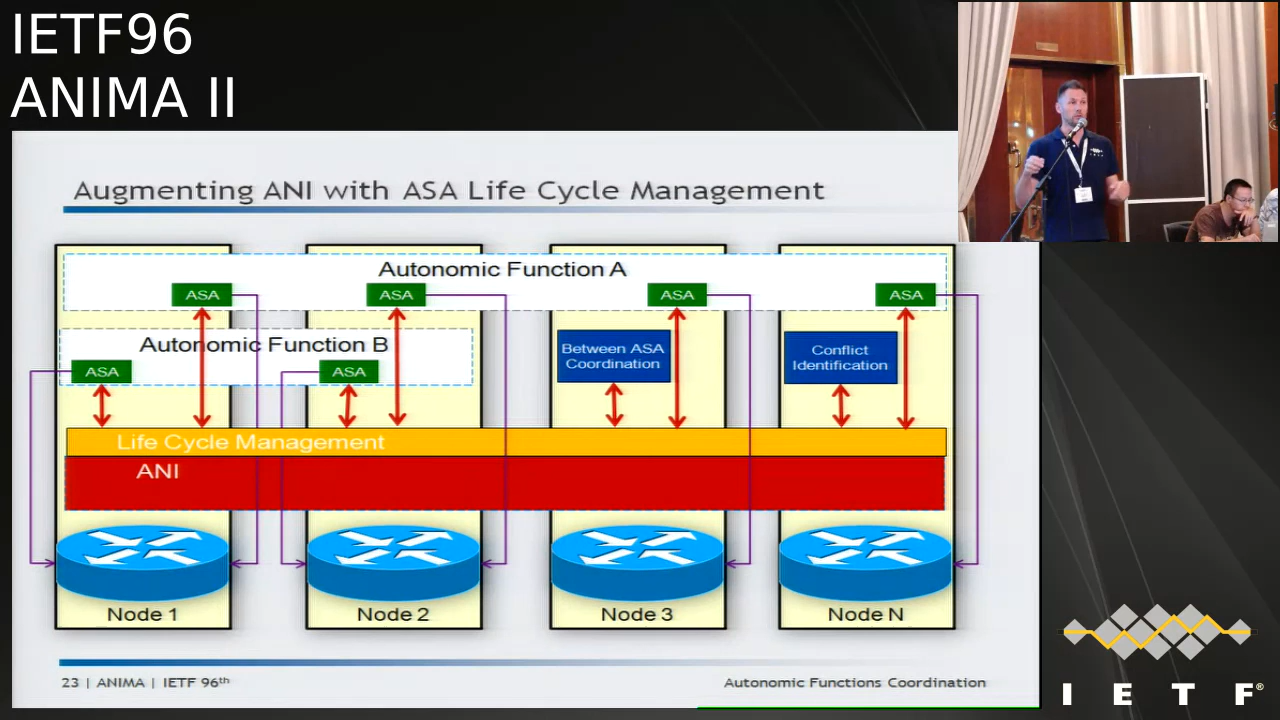 IETF96
ANIMA II
Augmenting ANI with ASA Life Cycle Management
Autonomic Function A
ASA
ASA
ASA
ASA
Autonomic Function B
ASA
ASA
Between ASA
Coordination
Conflict
Identification
Life Cycle Management
ANI
Node 1
Node 2
Node 3
Node N
23 | ANIMA | IETF 96th
Autonomic Functions Coordination
I E T F®